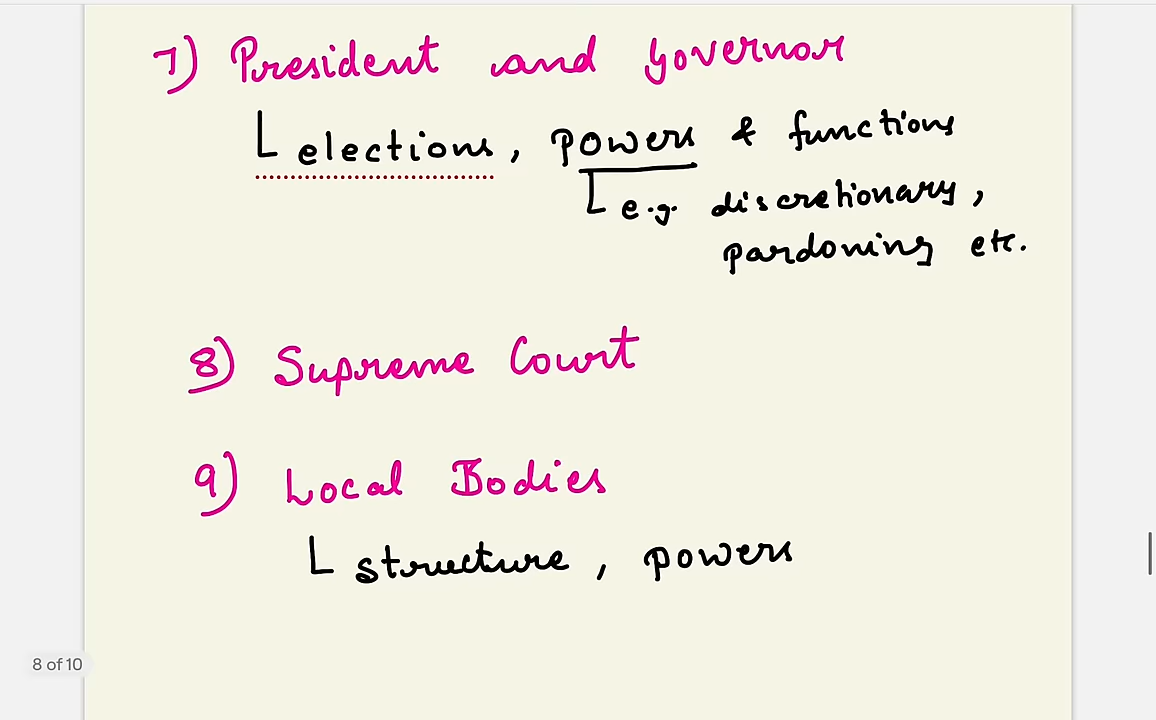 7) President and Governor
L elections, powers & functions
L e.g. discretionary,
pardoning etc.
8) Supreme Court
9) Local Bodies
L structure, powers
8 of 10